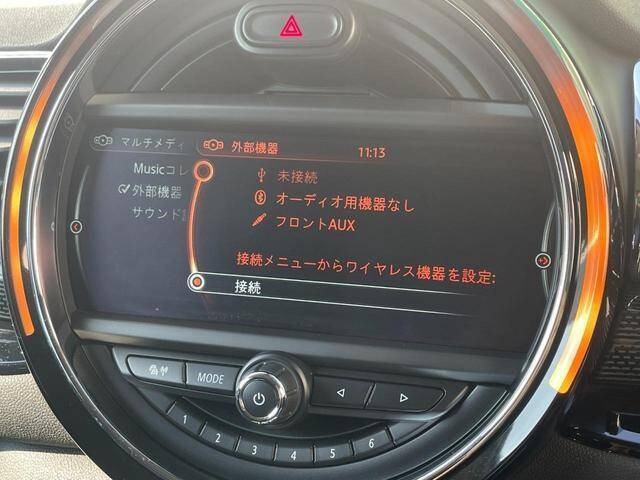 マルチメディ
外部機器
11:13
Musicコレ
外部機器
サウンド
未接続
オーディオ用機器なし
フロントAUX
接続メニューからワイヤレス機器を設定:
接続
MODE
1 2 3 4 5 6